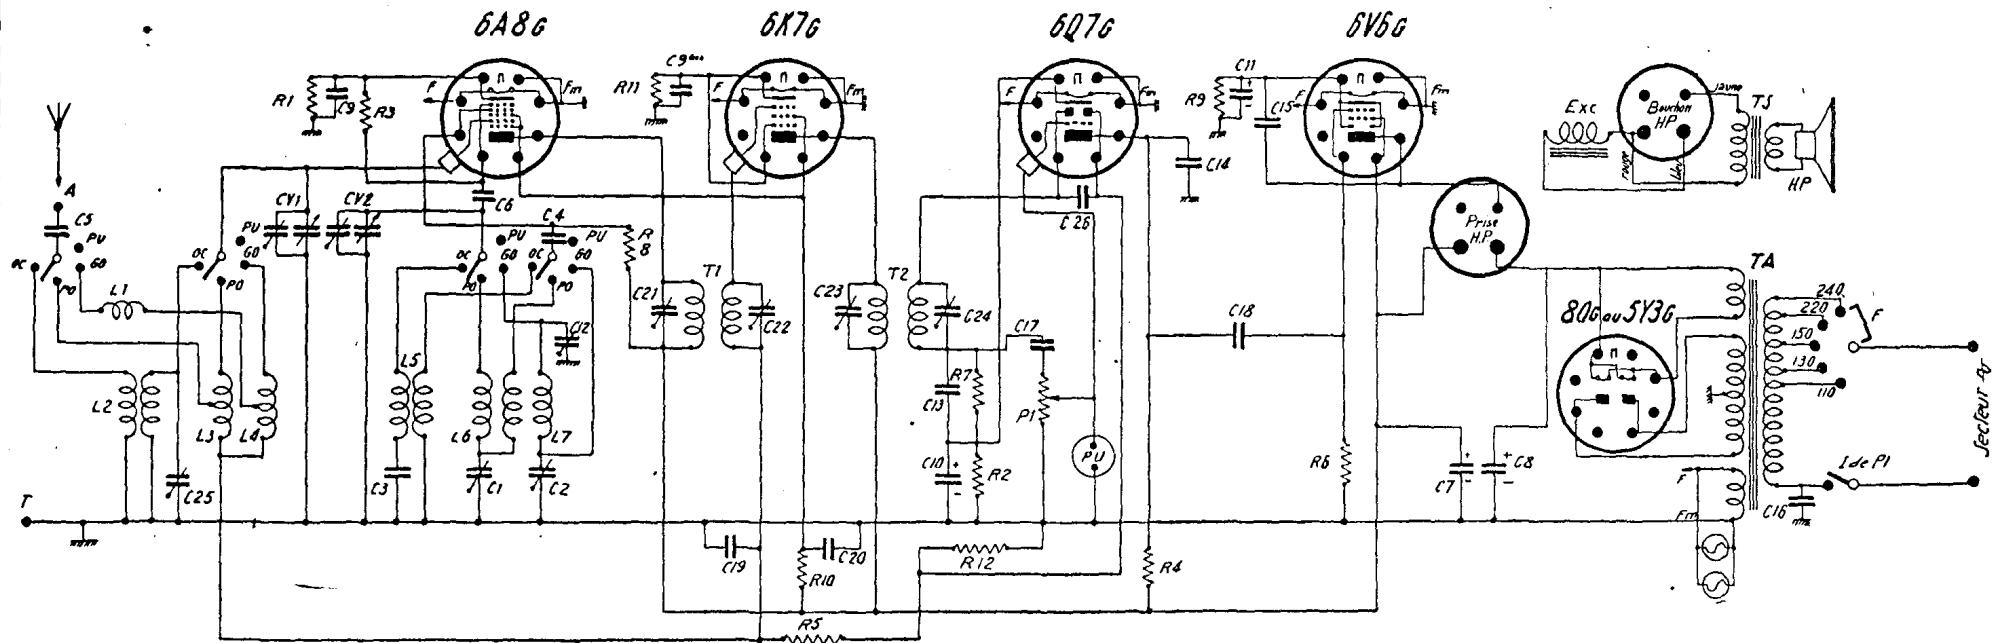 6A8G
6K7G
6Q7G
6V6G
R1
C9
R3
F
Fm
R11
C9bis
F
Fm
F
Fm
R9
C11
C15
F
Fm
Exc
Bouchon
HP
jaune
rouge
bleu
TS
HP
A
C5
OC
PU
GO
PO
L1
OC
PU
GO
PO
CV1
CV2
C6
C4
OC
PU
GO
PO
OC
PU
GO
PO
R8
C12
C21
T1
C22
C23
T2
C24
C26
C14
C17
C18
Prise
H.P
80G ou 5Y3G
TA
240
220
150
130
110
F
Secteur
L2
L3
L4
C25
L5
L6
L7
C3
C1
C2
C13
R7
P1
C10
R2
PU
R6
C7
C8
F
Fm
I de P1
C16
T
C19
R10
C20
R12
R4
R5